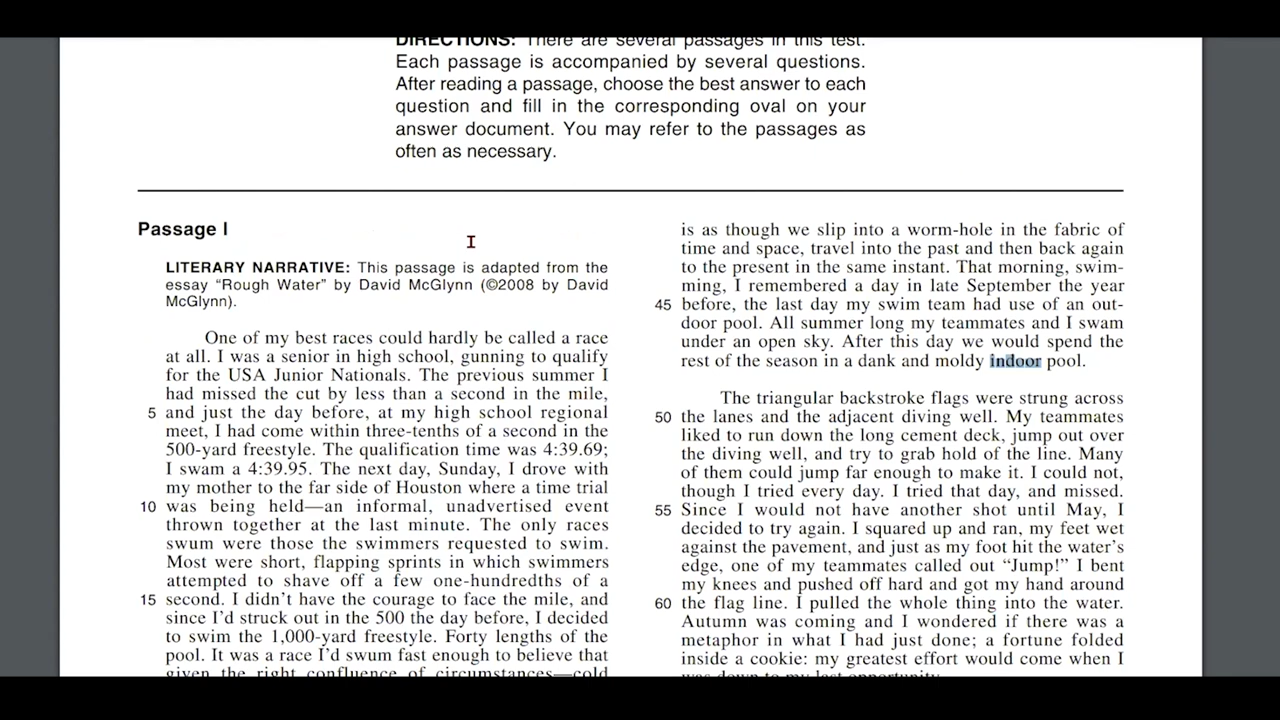 DIRECTIONS: There are several passages in this test.
Each passage is accompanied by several questions.
After reading a passage, choose the best answer to each
question and fill in the corresponding oval on your
answer document. You may refer to the passages as
often as necessary.
Passage I
LITERARY NARRATIVE: This passage is adapted from the
essay “Rough Water” by David McGlynn (©2008 by David
McGlynn).
One of my best races could hardly be called a race
at all. I was a senior in high school, gunning to qualify
for the USA Junior Nationals. The previous summer I
had missed the cut by less than a second in the mile,
5 and just the day before, at my high school regional
meet, I had come within three-tenths of a second in the
500-yard freestyle. The qualification time was 4:39.69;
I swam a 4:39.95. The next day, Sunday, I drove with
my mother to the far side of Houston where a time trial
10 was being held—an informal, unadvertised event
thrown together at the last minute. The only races
swum were those the swimmers requested to swim.
Most were short, flapping sprints in which swimmers
attempted to shave off a few one-hundredths of a
15 second. I didn’t have the courage to face the mile, and
since I’d struck out in the 500 the day before, I decided
to swim the 1,000-yard freestyle. Forty lengths of the
pool. It was a race I’d swum fast enough to believe that
given the right confluence of circumstances—cold
is as though we slip into a worm-hole in the fabric of
time and space, travel into the past and then back again
to the present in the same instant. That morning, swim-
ming, I remembered a day in late September the year
45 before, the last day my swim team had use of an out-
door pool. All summer long my teammates and I swam
under an open sky. After this day we would spend the
rest of the season in a dank and moldy indoor pool.
The triangular backstroke flags were strung across
50 the lanes and the adjacent diving well. My teammates
liked to run down the long cement deck, jump out over
the diving well, and try to grab hold of the line. Many
of them could jump far enough to make it. I could not,
though I tried every day. I tried that day, and missed.
55 Since I would not have another shot until May, I
decided to try again. I squared up and ran, my feet wet
against the pavement, and just as my foot hit the water’s
edge, one of my teammates called out “Jump!” I bent
my knees and pushed off hard and got my hand around
60 the flag line. I pulled the whole thing into the water.
Autumn was coming and I wondered if there was a
metaphor in what I had just done; a fortune folded
inside a cookie: my greatest effort would come when I
was down to my last opportunity.